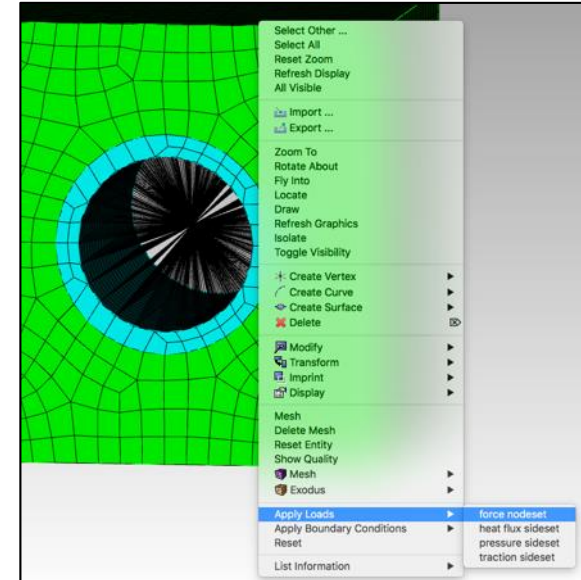 Select Other ...
Select All
Reset Zoom
Refresh Display
All Visible
Import ...
Export ...
Zoom To
Rotate About
Fly Into
Locate
Draw
Refresh Graphics
Isolate
Toggle Visibility
Create Vertex
Create Curve
Create Surface
Delete
Modify
Transform
Imprint
Display
Mesh
Delete Mesh
Reset Entity
Show Quality
Mesh
Exodus
Apply Loads
force nodeset
Apply Boundary Conditions
heat flux sideset
Reset
pressure sideset
traction sideset
List Information